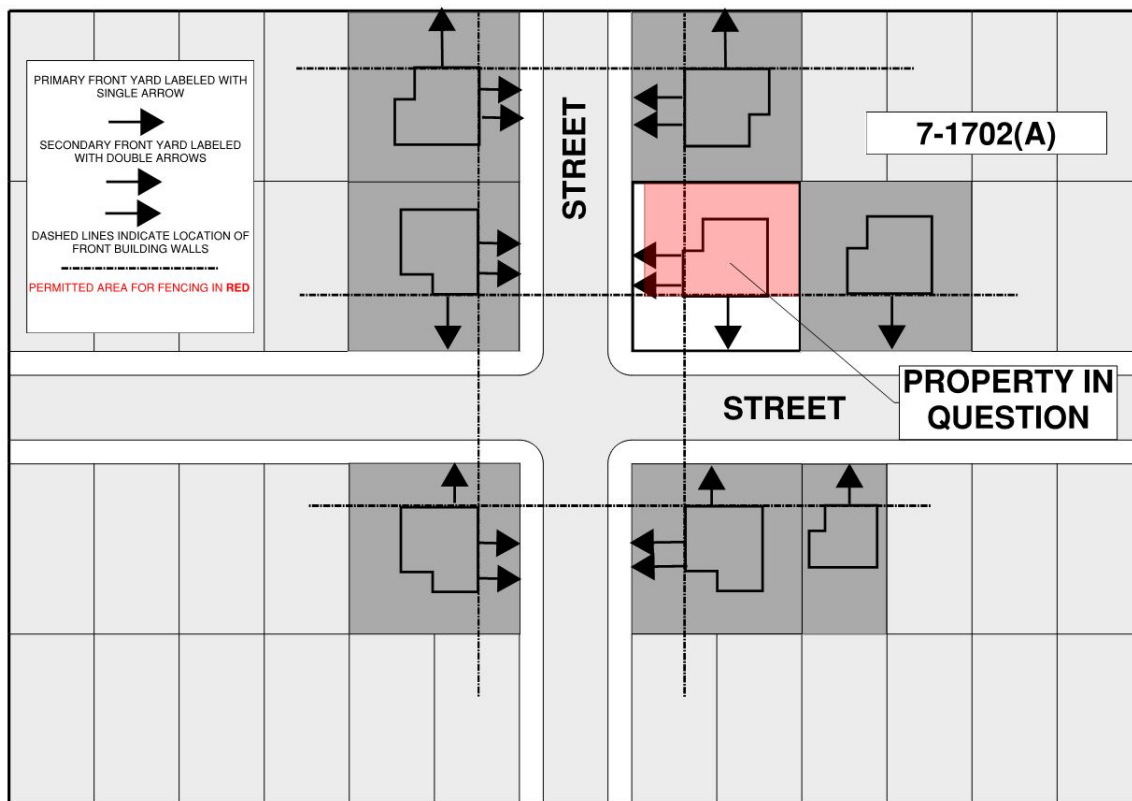 PRIMARY FRONT YARD LABELED WITH
SINGLE ARROW
SECONDARY FRONT YARD LABELED
WITH DOUBLE ARROWS
DASHED LINES INDICATE LOCATION OF
FRONT BUILDING WALLS
PERMITTED AREA FOR FENCING IN RED
STREET
7-1702(A)
STREET
PROPERTY IN
QUESTION